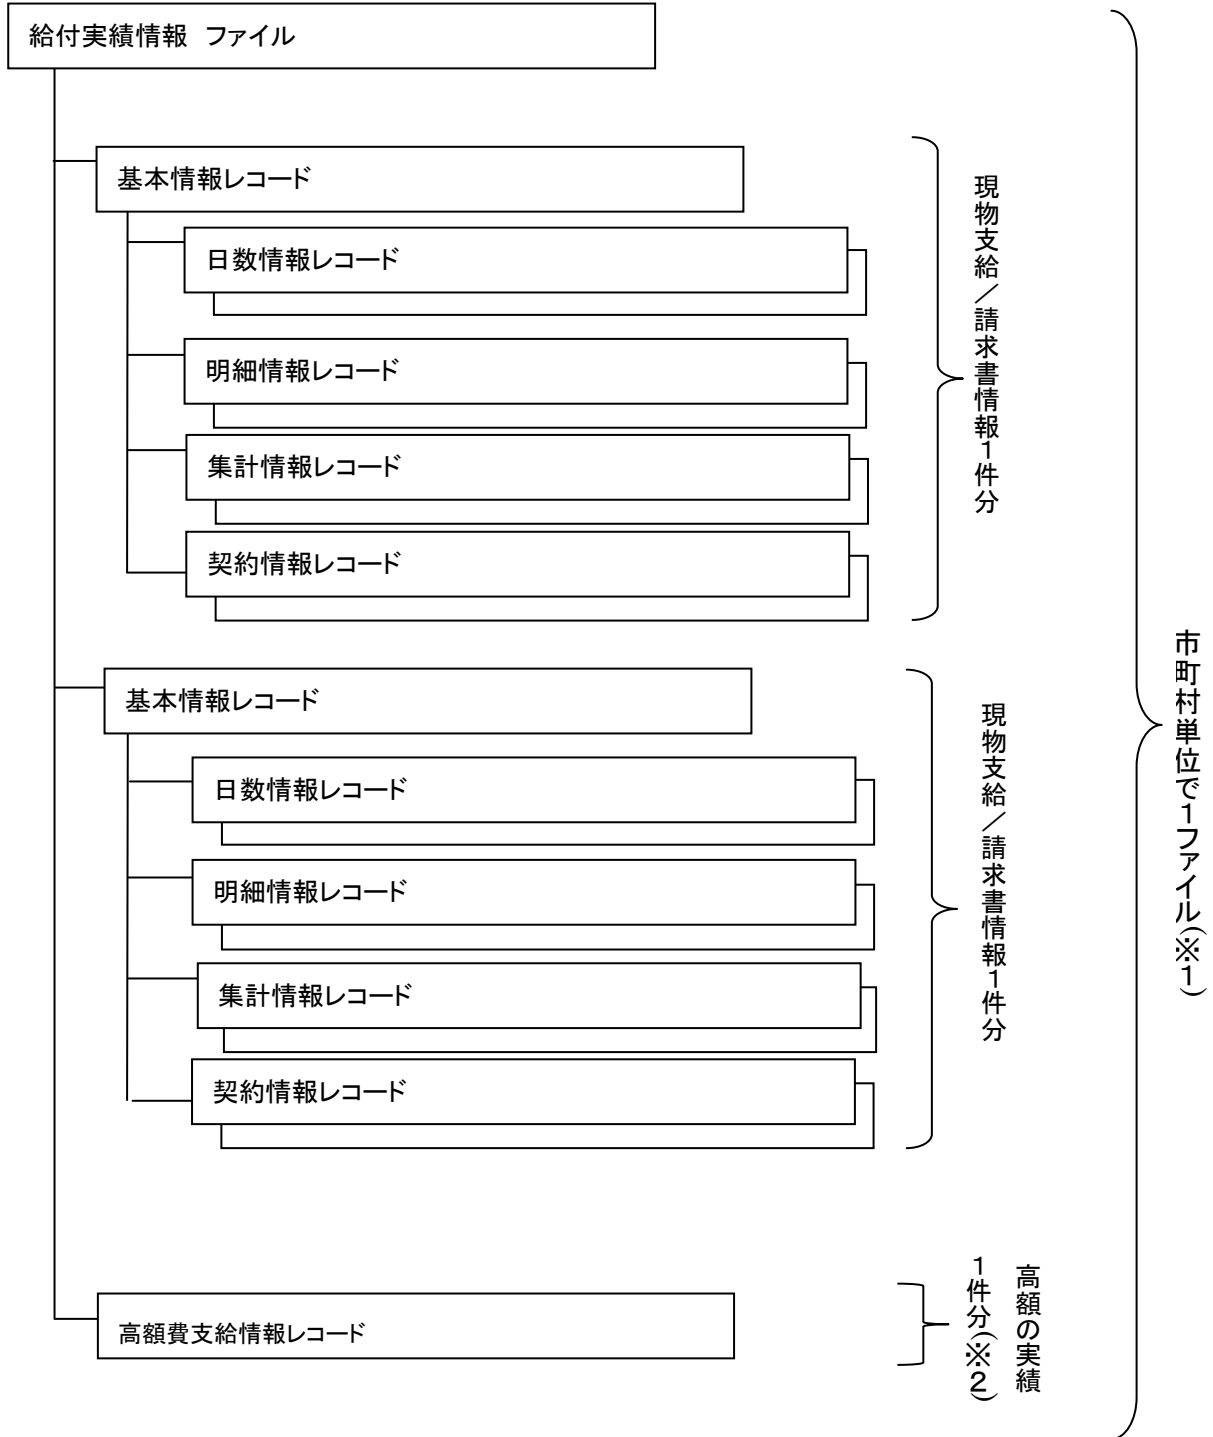 給付実績情報　ファイル
基本情報レコード
日数情報レコード
明細情報レコード
集計情報レコード
契約情報レコード
現物支給／請求書情報1件分
基本情報レコード
日数情報レコード
明細情報レコード
集計情報レコード
契約情報レコード
現物支給／請求書情報1件分
高額費支給情報レコード
高額の実績
1件分(※2)
市町村単位で1ファイル(※1)